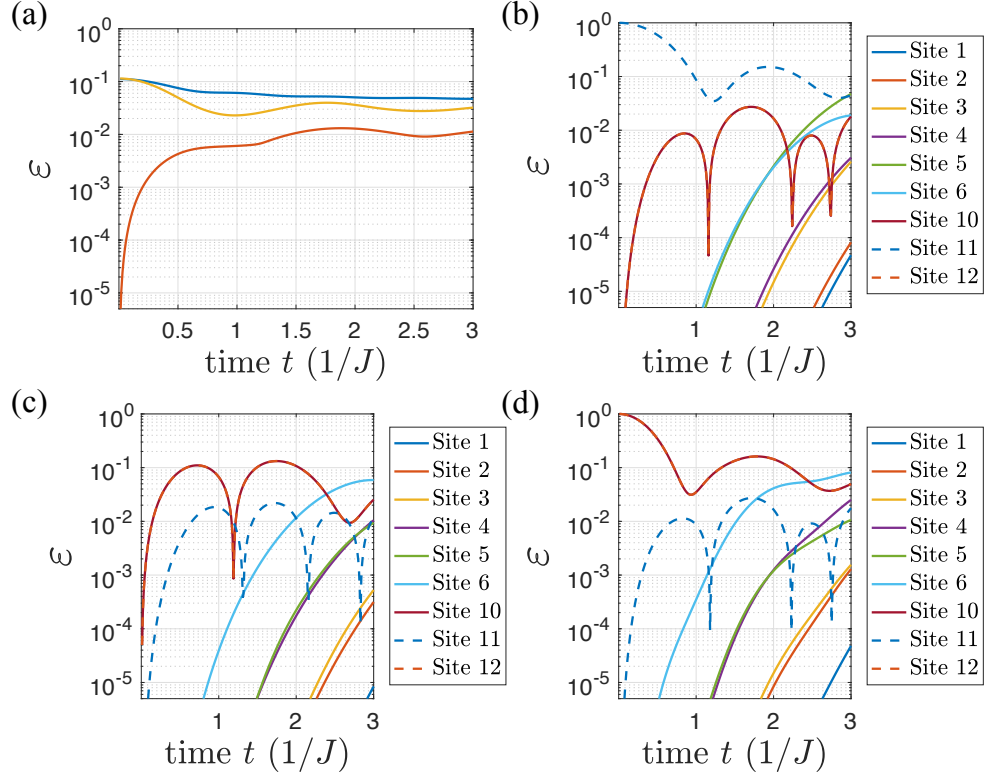 (a)
10^0
10^-1
10^-2
10^-3
10^-4
10^-5
ε
0.5 1 1.5 2 2.5 3
time t (1/J)
(b)
10^0
10^-1
10^-2
10^-3
10^-4
10^-5
ε
1 2 3
time t (1/J)
Site 1
Site 2
Site 3
Site 4
Site 5
Site 6
Site 10
Site 11
Site 12
(c)
10^0
10^-1
10^-2
10^-3
10^-4
10^-5
ε
1 2 3
time t (1/J)
Site 1
Site 2
Site 3
Site 4
Site 5
Site 6
Site 10
Site 11
Site 12
(d)
10^0
10^-1
10^-2
10^-3
10^-4
10^-5
ε
1 2 3
time t (1/J)
Site 1
Site 2
Site 3
Site 4
Site 5
Site 6
Site 10
Site 11
Site 12